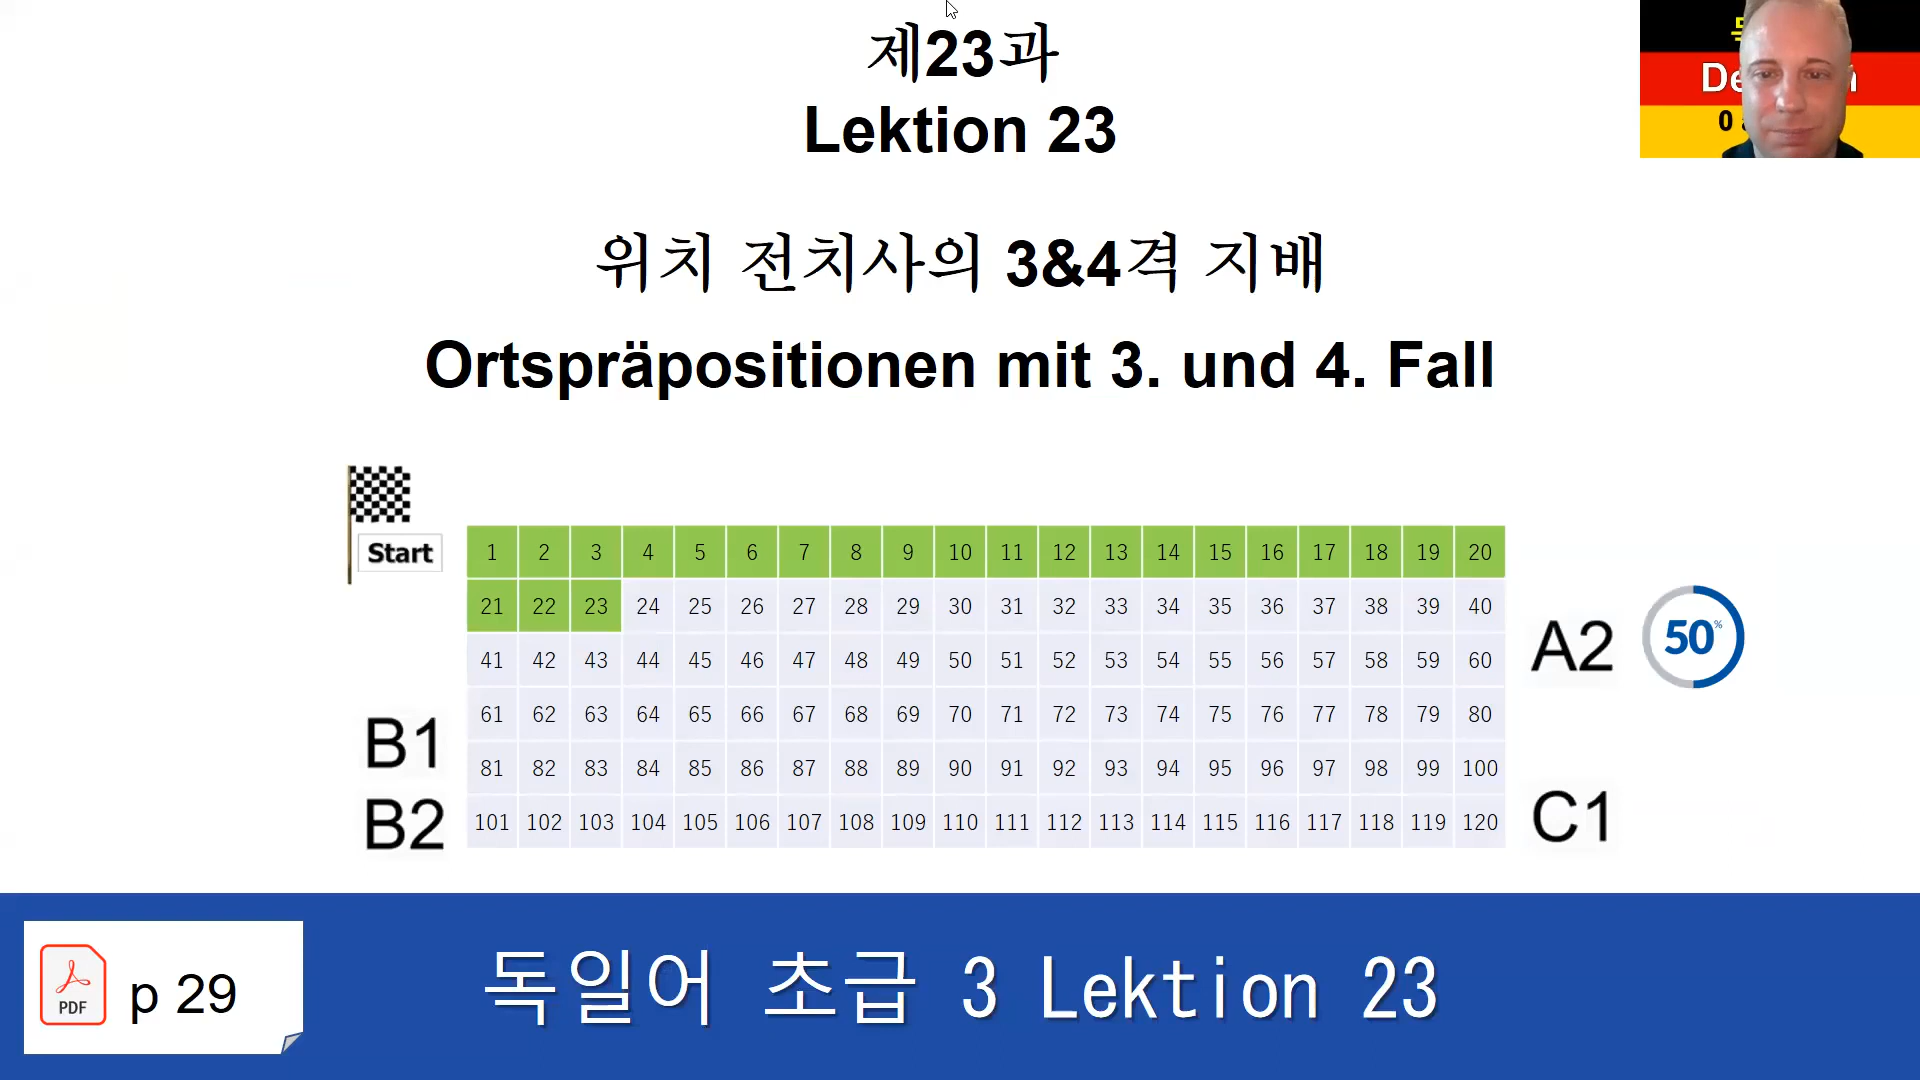 제23과
Lektion 23
위치 전치사의 3&4격 지배
Ortspräpositionen mit 3. und 4. Fall
Start
1 2 3 4 5 6 7 8 9 10 11 12 13 14 15 16 17 18 19 20
21 22 23 24 25 26 27 28 29 30 31 32 33 34 35 36 37 38 39 40
41 42 43 44 45 46 47 48 49 50 51 52 53 54 55 56 57 58 59 60
A2
50%
61 62 63 64 65 66 67 68 69 70 71 72 73 74 75 76 77 78 79 80
B1
81 82 83 84 85 86 87 88 89 90 91 92 93 94 95 96 97 98 99 100
B2
101 102 103 104 105 106 107 108 109 110 111 112 113 114 115 116 117 118 119 120
C1
PDF
p 29
독일어 초급 3 Lektion 23